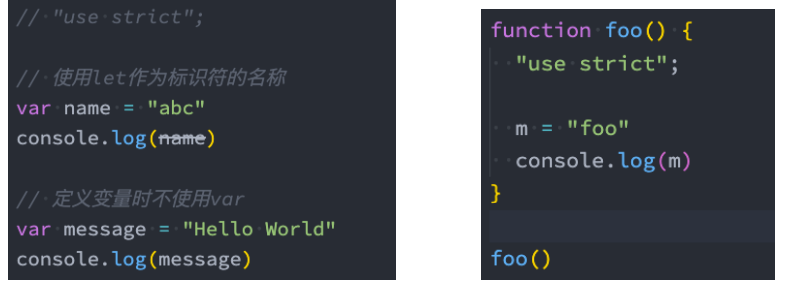 // "use strict";
// 使用let作为标识符的名称
var name = "abc"
console.log(name)
// 定义变量时不使用var
var message = "Hello World"
console.log(message)
function foo() {
"use strict";
m = "foo"
console.log(m)
}
foo()